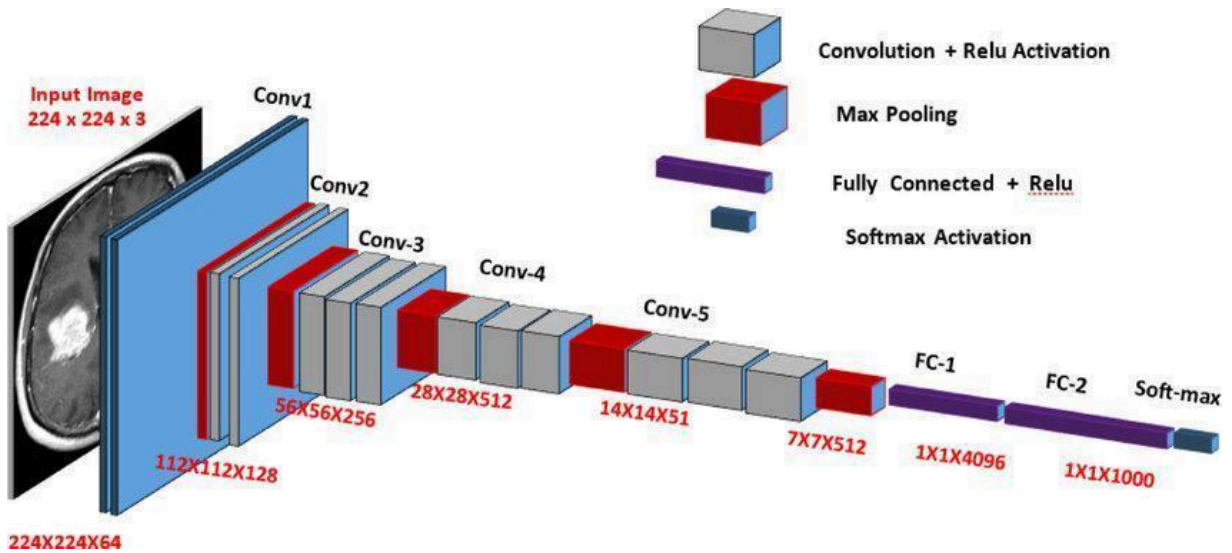 Input Image
224 x 224 x 3
Conv1
Conv2
Conv-3
Conv-4
Conv-5
FC-1
FC-2
Soft-max
224X224X64
112X112X128
56X56X256
28X28X512
14X14X51
7X7X512
1X1X4096
1X1X1000
Convolution + Relu Activation
Max Pooling
Fully Connected + Relu
Softmax Activation